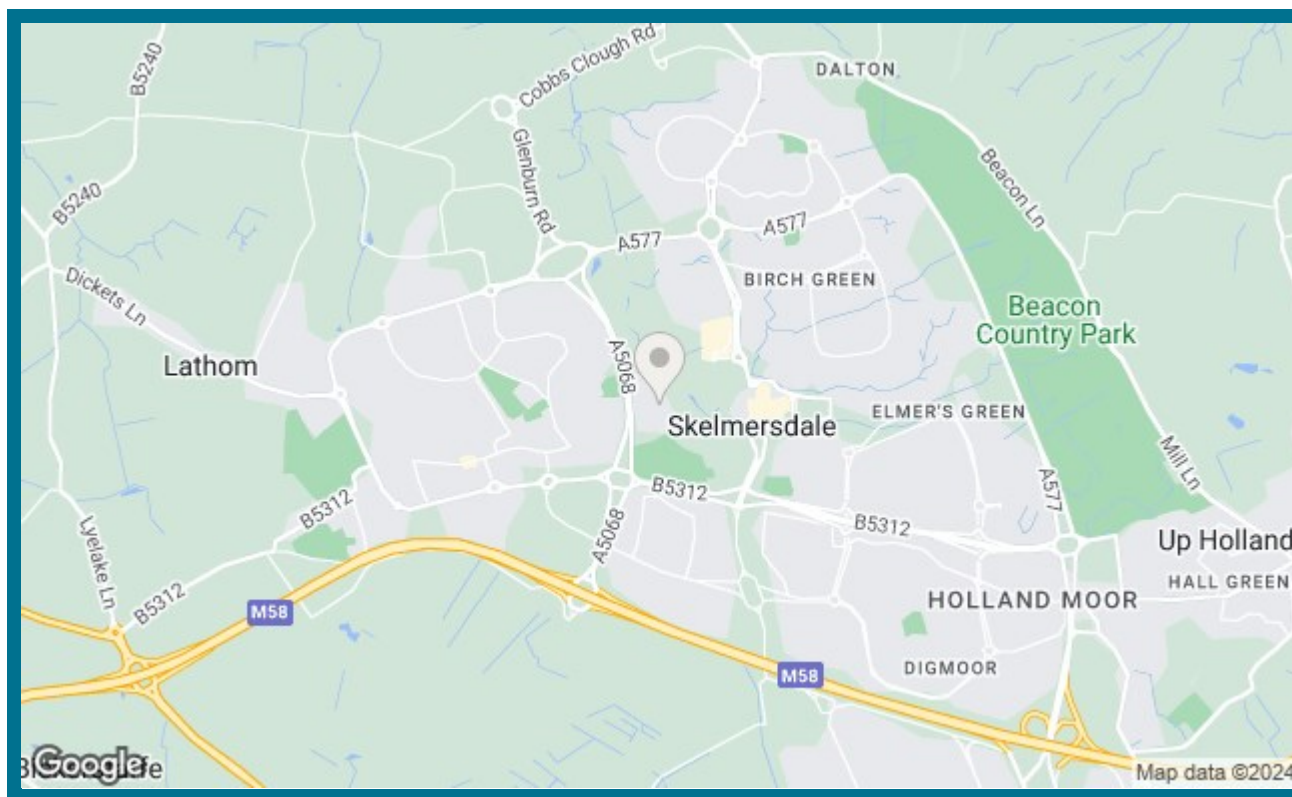 B5240
Cobbs Clough Rd
DALTON
Glenburn Rd
Beacon Ln
B5240
A577
A577
Dickets Ln
BIRCH GREEN
Beacon
Country Park
Lathom
A5068
ELMER'S GREEN
Skelmersdale
Mill Ln
A577
B5312
B5312
B5312
Lyelake Ln
A5068
Up Holland
HALL GREEN
B5312
M58
HOLLAND MOOR
DIGMOOR
M58
Google
Map data ©2024